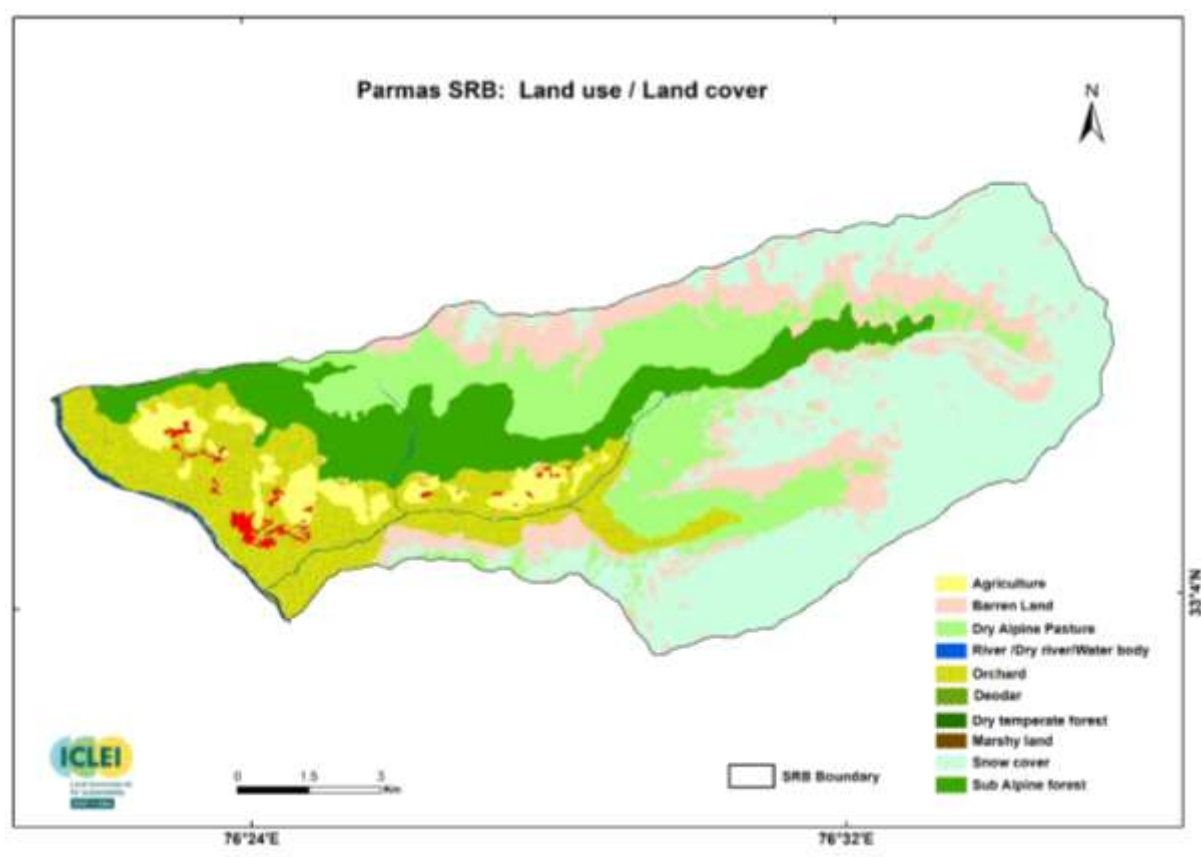 Parmas SRB: Land use / Land cover
N
Agriculture
Barren Land
Dry Alpine Pasture
River /Dry river/Water body
Orchard
Deodar
Dry temperate forest
Marshy land
Snow cover
Sub Alpine forest
33°4'N
ICLEI
0 1.5 3
Km
SRB Boundary
76°24'E
76°32'E